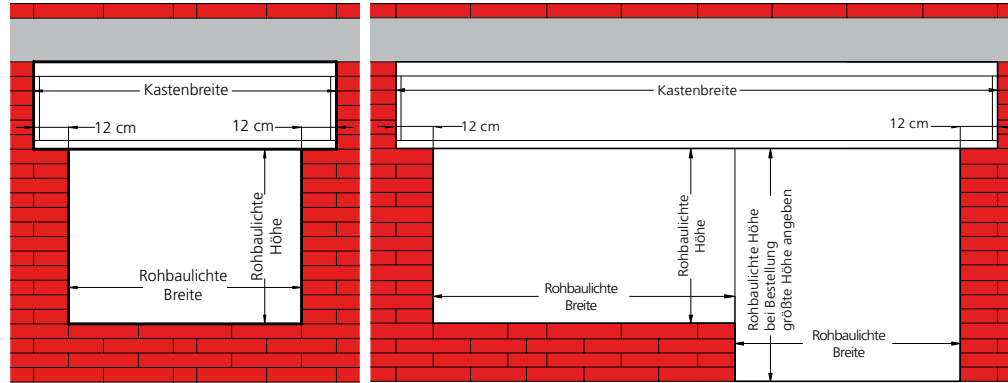 Kastenbreite
12 cm
12 cm
Rohbaulichte
Höhe
Rohbaulichte
Breite
Kastenbreite
12 cm
12 cm
Rohbaulichte
Höhe
Rohbaulichte Höhe
bei Bestellung
größte Höhe angeben
Rohbaulichte
Breite
Rohbaulichte
Breite